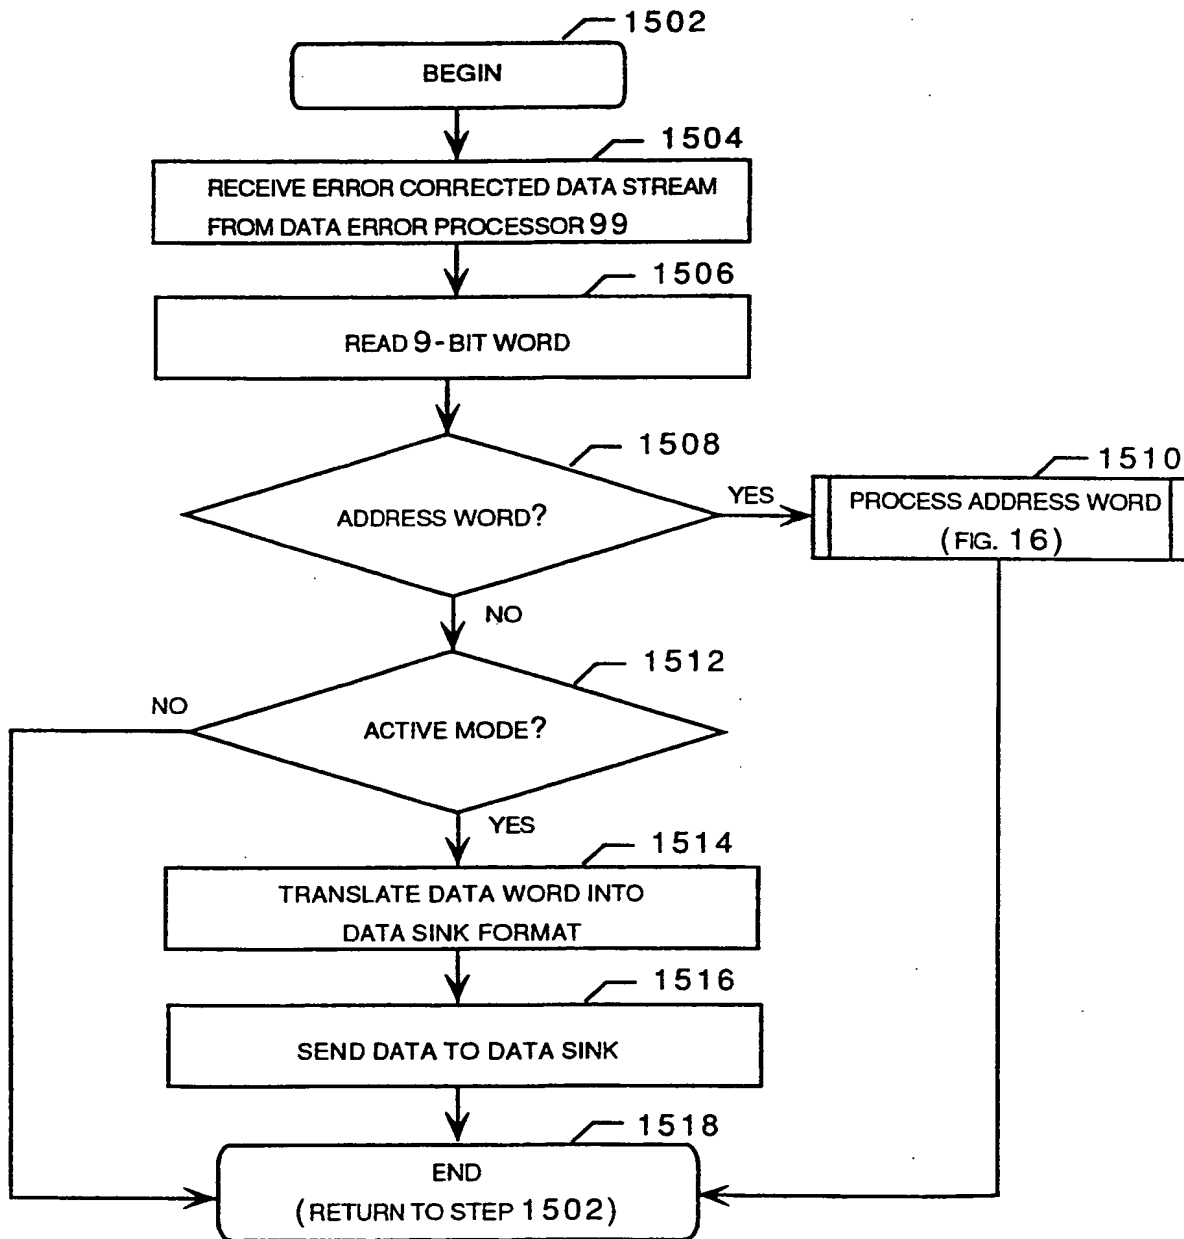 1502
BEGIN
1504
RECEIVE ERROR CORRECTED DATA STREAM
FROM DATA ERROR PROCESSOR 99
1506
READ 9-BIT WORD
1508
ADDRESS WORD?
YES
1510
PROCESS ADDRESS WORD
(FIG. 16)
NO
1512
ACTIVE MODE?
NO
YES
1514
TRANSLATE DATA WORD INTO
DATA SINK FORMAT
1516
SEND DATA TO DATA SINK
1518
END
(RETURN TO STEP 1502)